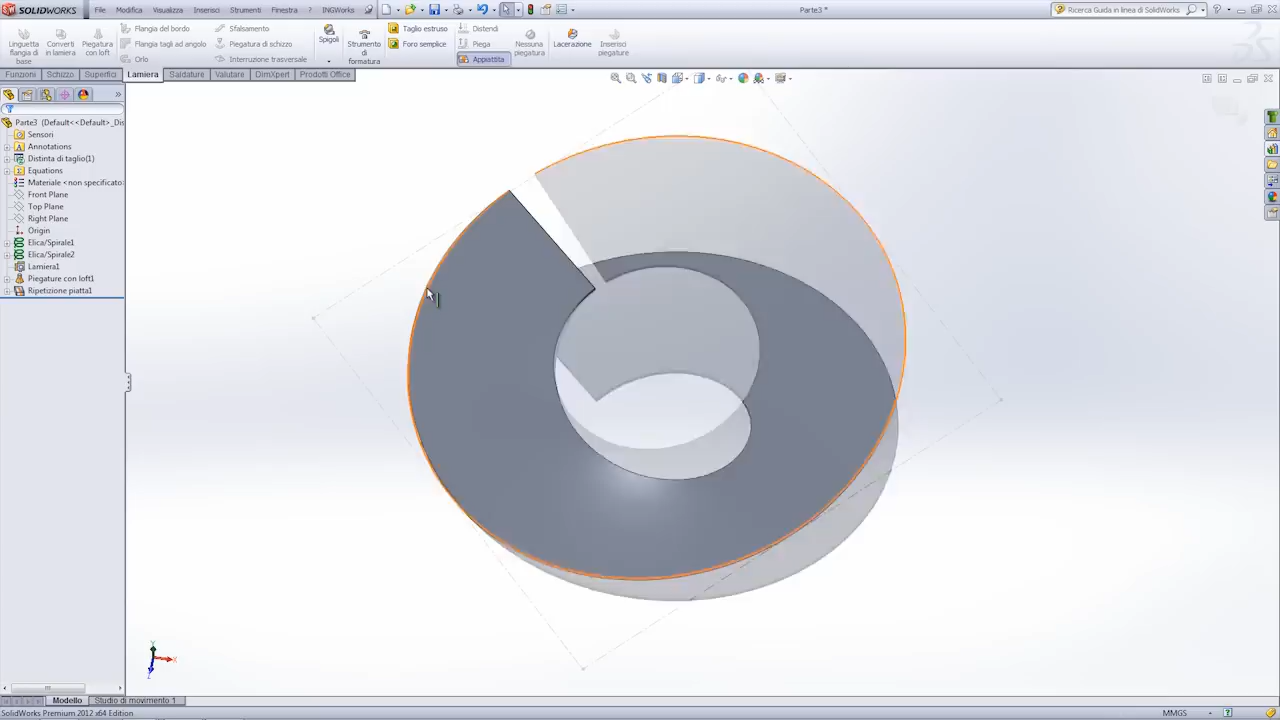 SOLIDWORKS
File Modifica Visualizza Inserisci Strumenti Finestra ? INGWorks
Parte3 *
Ricerca Guida in linea di SolidWorks
Linguetta flangia di base
Converti in lamiera
Piegatura con loft
Flangia del bordo
Flangia tagli ad angolo
Orlo
Sfalsamento
Piegatura di schizzo
Interruzione trasversale
Spigoli
Strumento di formatura
Taglio estruso
Foro semplice
Distendi
Piega
Appiattita
Nessuna piegatura
Lacerazione
Inserisci piegature
Funzioni Schizzo Superfici Lamiera Saldature Valutare DimXpert Prodotti Office
Parte3 (Default<<Default>_Dis
Sensori
Annotations
Distinta di taglio(1)
Equations
Materiale <non specificato>
Front Plane
Top Plane
Right Plane
Origin
Elica/Spirale1
Elica/Spirale2
Lamiera1
Piegature con loft1
Ripetizione piatta1
Y
X
Z
Modello Studio di movimento 1
SolidWorks Premium 2012 x64 Edition
MMGS